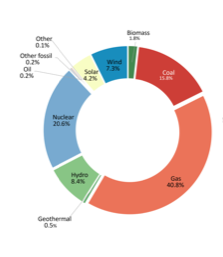 Biomass
1.8%
Coal
15.8%
Gas
40.8%
Geothermal
0.5%
Hydro
8.4%
Nuclear
20.6%
Oil
0.2%
Other fossil
0.2%
Other
0.1%
Solar
4.2%
Wind
7.3%